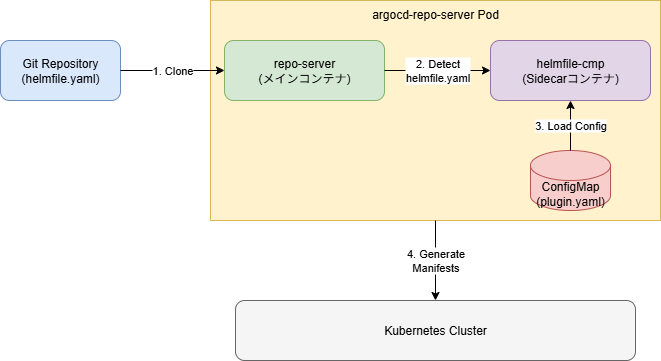 argocd-repo-server Pod
Git Repository
(helmfile.yaml)
1. Clone
repo-server
(メインコンテナ)
2. Detect
helmfile.yaml
helmfile-cmp
(Sidecarコンテナ)
3. Load Config
ConfigMap
(plugin.yaml)
4. Generate
Manifests
Kubernetes Cluster